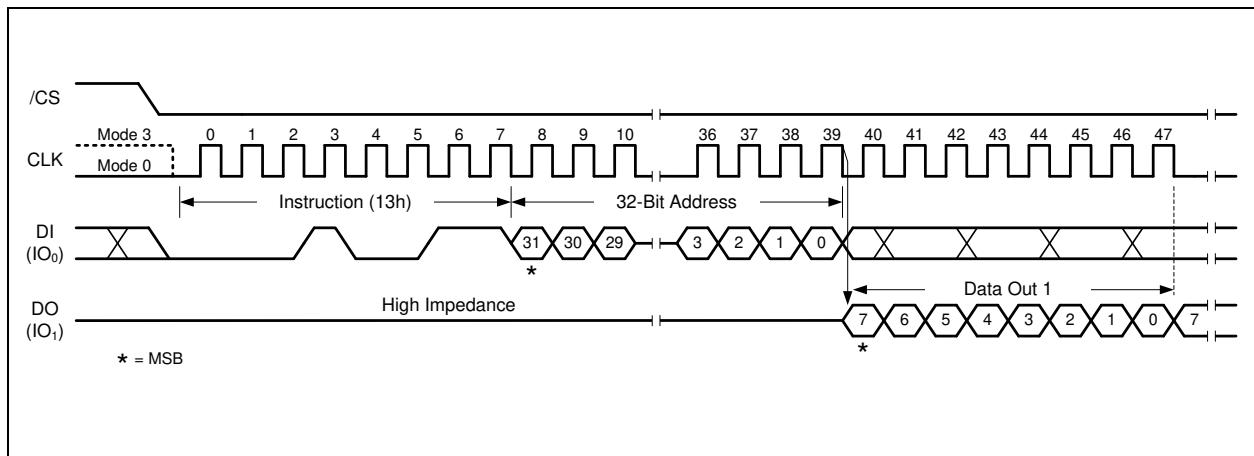 /CS
Mode 3
0 1 2 3 4 5 6 7 8 9 10 36 37 38 39 40 41 42 43 44 45 46 47
CLK
Mode 0
Instruction (13h) 32-Bit Address
DI
(IO₀)
31 30 29 3 2 1 0
*
High Impedance Data Out 1
DO
(IO₁)
7 6 5 4 3 2 1 0 7
*
* = MSB